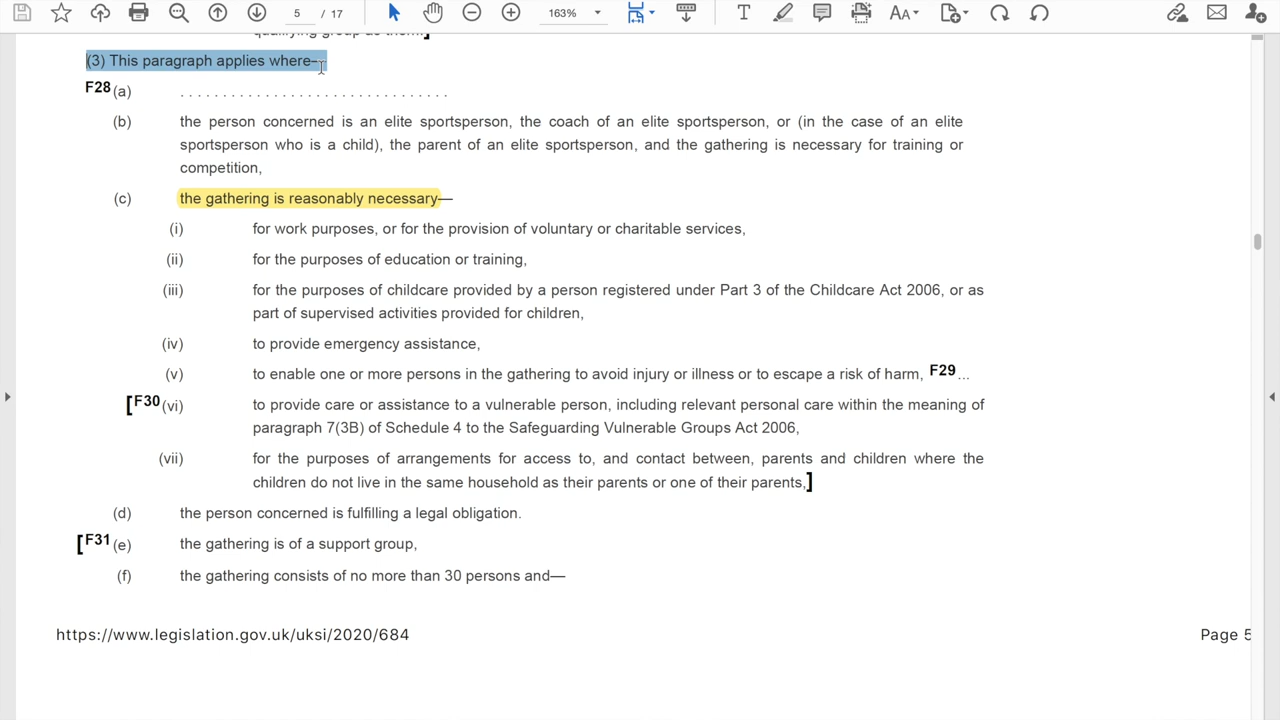 5 / 17 163%
qualifying group as them.]
(3) This paragraph applies where—
F28 (a) . . . . . . . . . . . . . . . . . . . . . . . . . . . . . . . .
(b) the person concerned is an elite sportsperson, the coach of an elite sportsperson, or (in the case of an elite
sportsperson who is a child), the parent of an elite sportsperson, and the gathering is necessary for training or
competition,
(c) the gathering is reasonably necessary—
(i) for work purposes, or for the provision of voluntary or charitable services,
(ii) for the purposes of education or training,
(iii) for the purposes of childcare provided by a person registered under Part 3 of the Childcare Act 2006, or as
part of supervised activities provided for children,
(iv) to provide emergency assistance,
(v) to enable one or more persons in the gathering to avoid injury or illness or to escape a risk of harm, F29...
[F30 (vi) to provide care or assistance to a vulnerable person, including relevant personal care within the meaning of
paragraph 7(3B) of Schedule 4 to the Safeguarding Vulnerable Groups Act 2006,
(vii) for the purposes of arrangements for access to, and contact between, parents and children where the
children do not live in the same household as their parents or one of their parents,]
(d) the person concerned is fulfilling a legal obligation.
[F31 (e) the gathering is of a support group,
(f) the gathering consists of no more than 30 persons and—
https://www.legislation.gov.uk/uksi/2020/684 Page 5